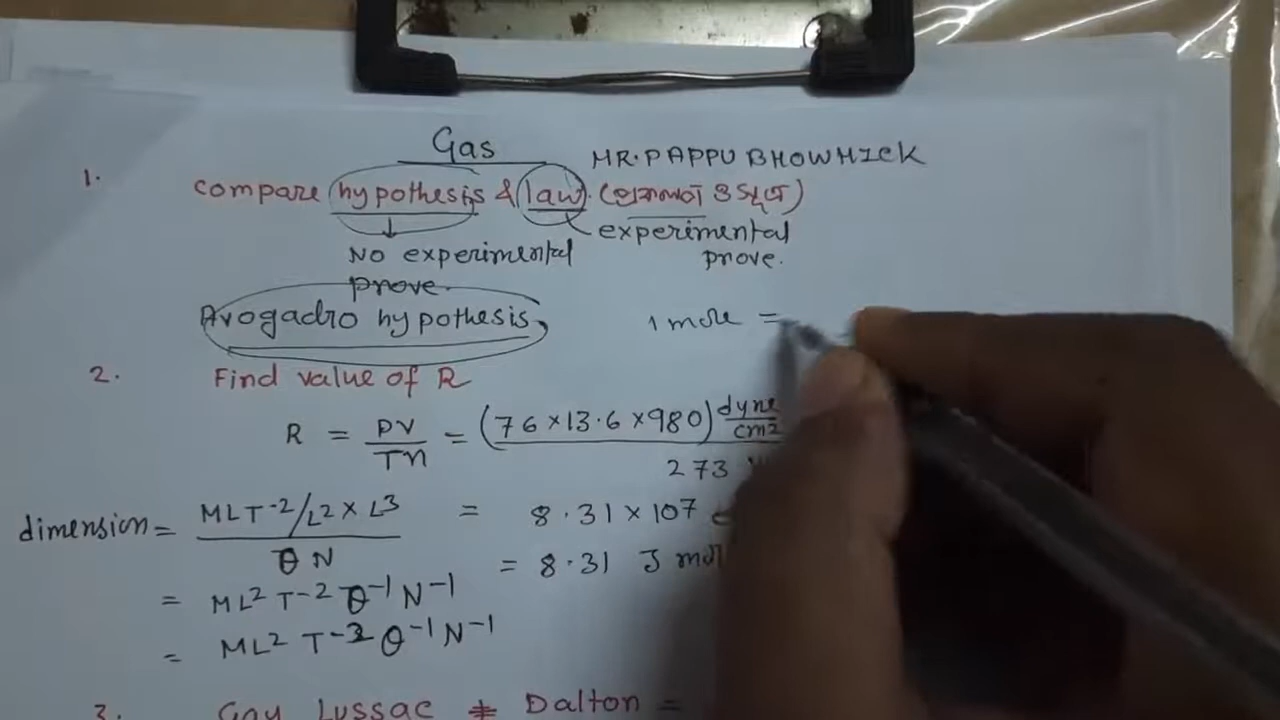 Gas
MR. PAPPU BHOWMICK
1. compare hypothesis & law. (প্রকল্প ও সূত্র)
experimental prove.
No experimental prove.
Avogadro hypothesis,
1 mole =
2. Find value of R
R = PV/Tn = (76×13.6×980) dyne/cm2
273
dimension = MLT-2/L2 × L3 / θN = 8.31 × 107
= 8.31 J mol
= ML2 T-2 θ-1 N-1
= ML2 T-2 θ-1 N-1
3. Gay Lussac ≠ Dalton =